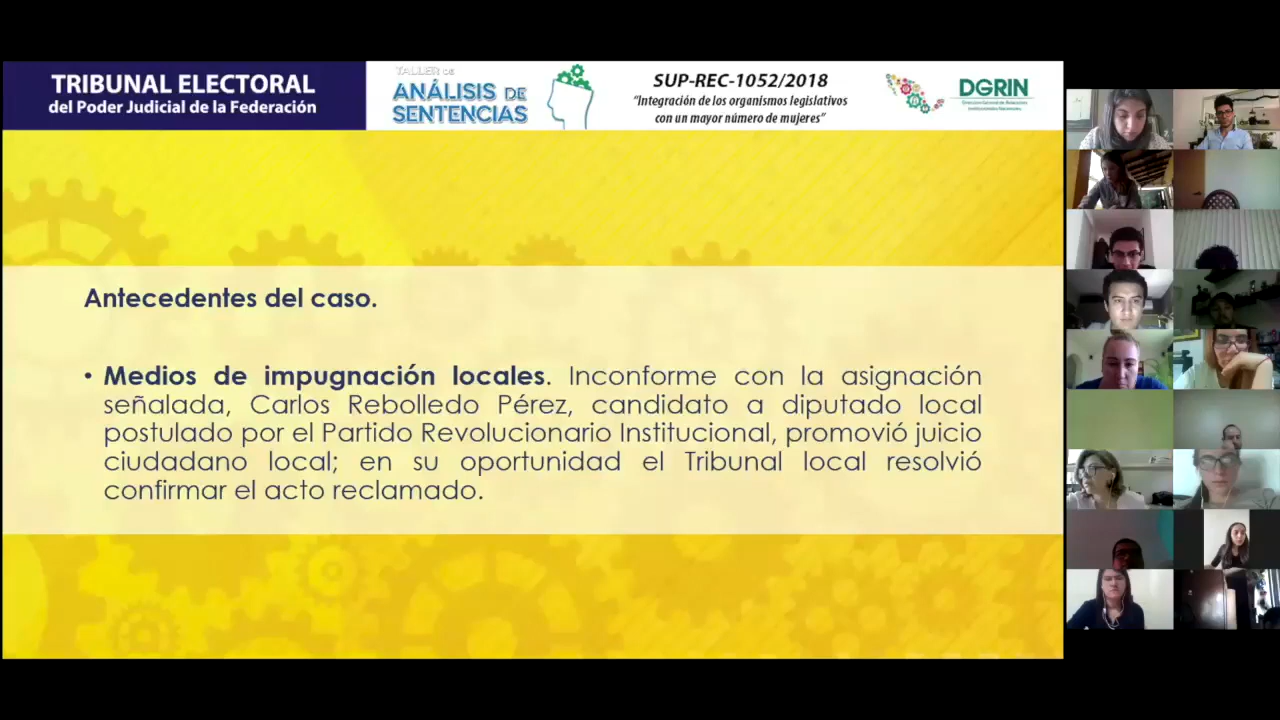 TRIBUNAL ELECTORAL
del Poder Judicial de la Federación
TALLER DE
ANÁLISIS DE
SENTENCIAS
SUP-REC-1052/2018
“Integración de los organismos legislativos
con un mayor número de mujeres”
DGRIN
Antecedentes del caso.
• Medios de impugnación locales. Inconforme con la asignación
señalada, Carlos Rebolledo Pérez, candidato a diputado local
postulado por el Partido Revolucionario Institucional, promovió juicio
ciudadano local; en su oportunidad el Tribunal local resolvió
confirmar el acto reclamado.